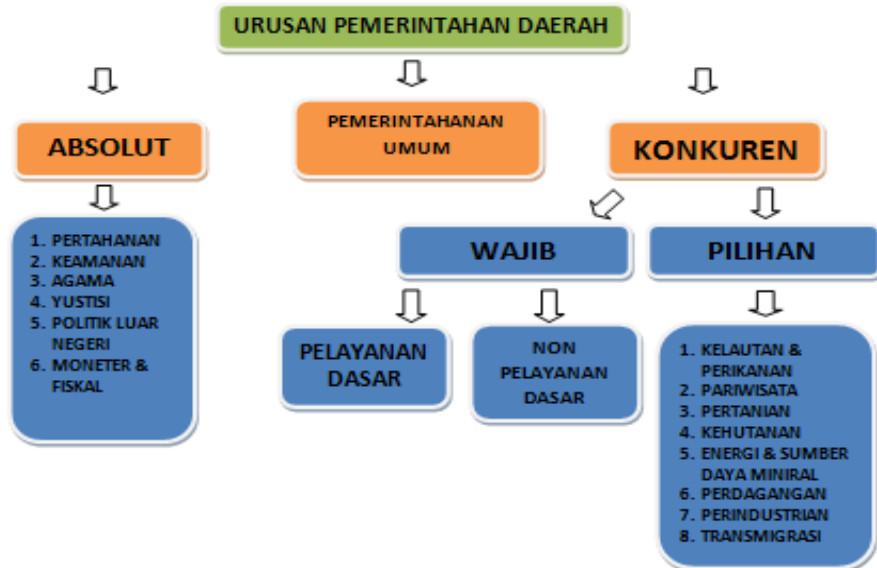 URUSAN PEMERINTAHAN DAERAH
ABSOLUT
PEMERINTAHANAN
UMUM
KONKUREN
1. PERTAHANAN
2. KEAMANAN
3. AGAMA
4. YUSTISI
5. POLITIK LUAR
NEGERI
6. MONETER &
FISKAL
WAJIB
PILIHAN
PELAYANAN
DASAR
NON
PELAYANAN
DASAR
1. KELAUTAN &
PERIKANAN
2. PARIWISATA
3. PERTANIAN
4. KEHUTANAN
5. ENERGI & SUMBER
DAYA MINIRAL
6. PERDAGANGAN
7. PERINDUSTRIAN
8. TRANSMIGRASI